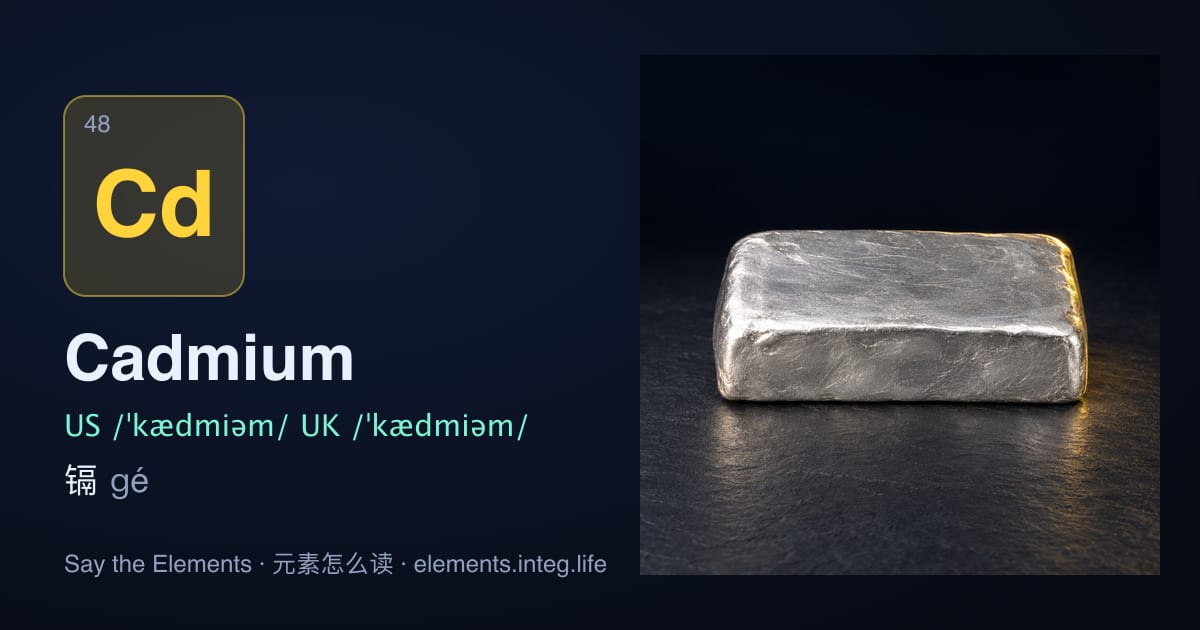 48
Cd
Cadmium
US /ˈkædmiəm/ UK /ˈkædmiəm/
镉 gé
Say the Elements · 元素怎么读 · elements.integ.life